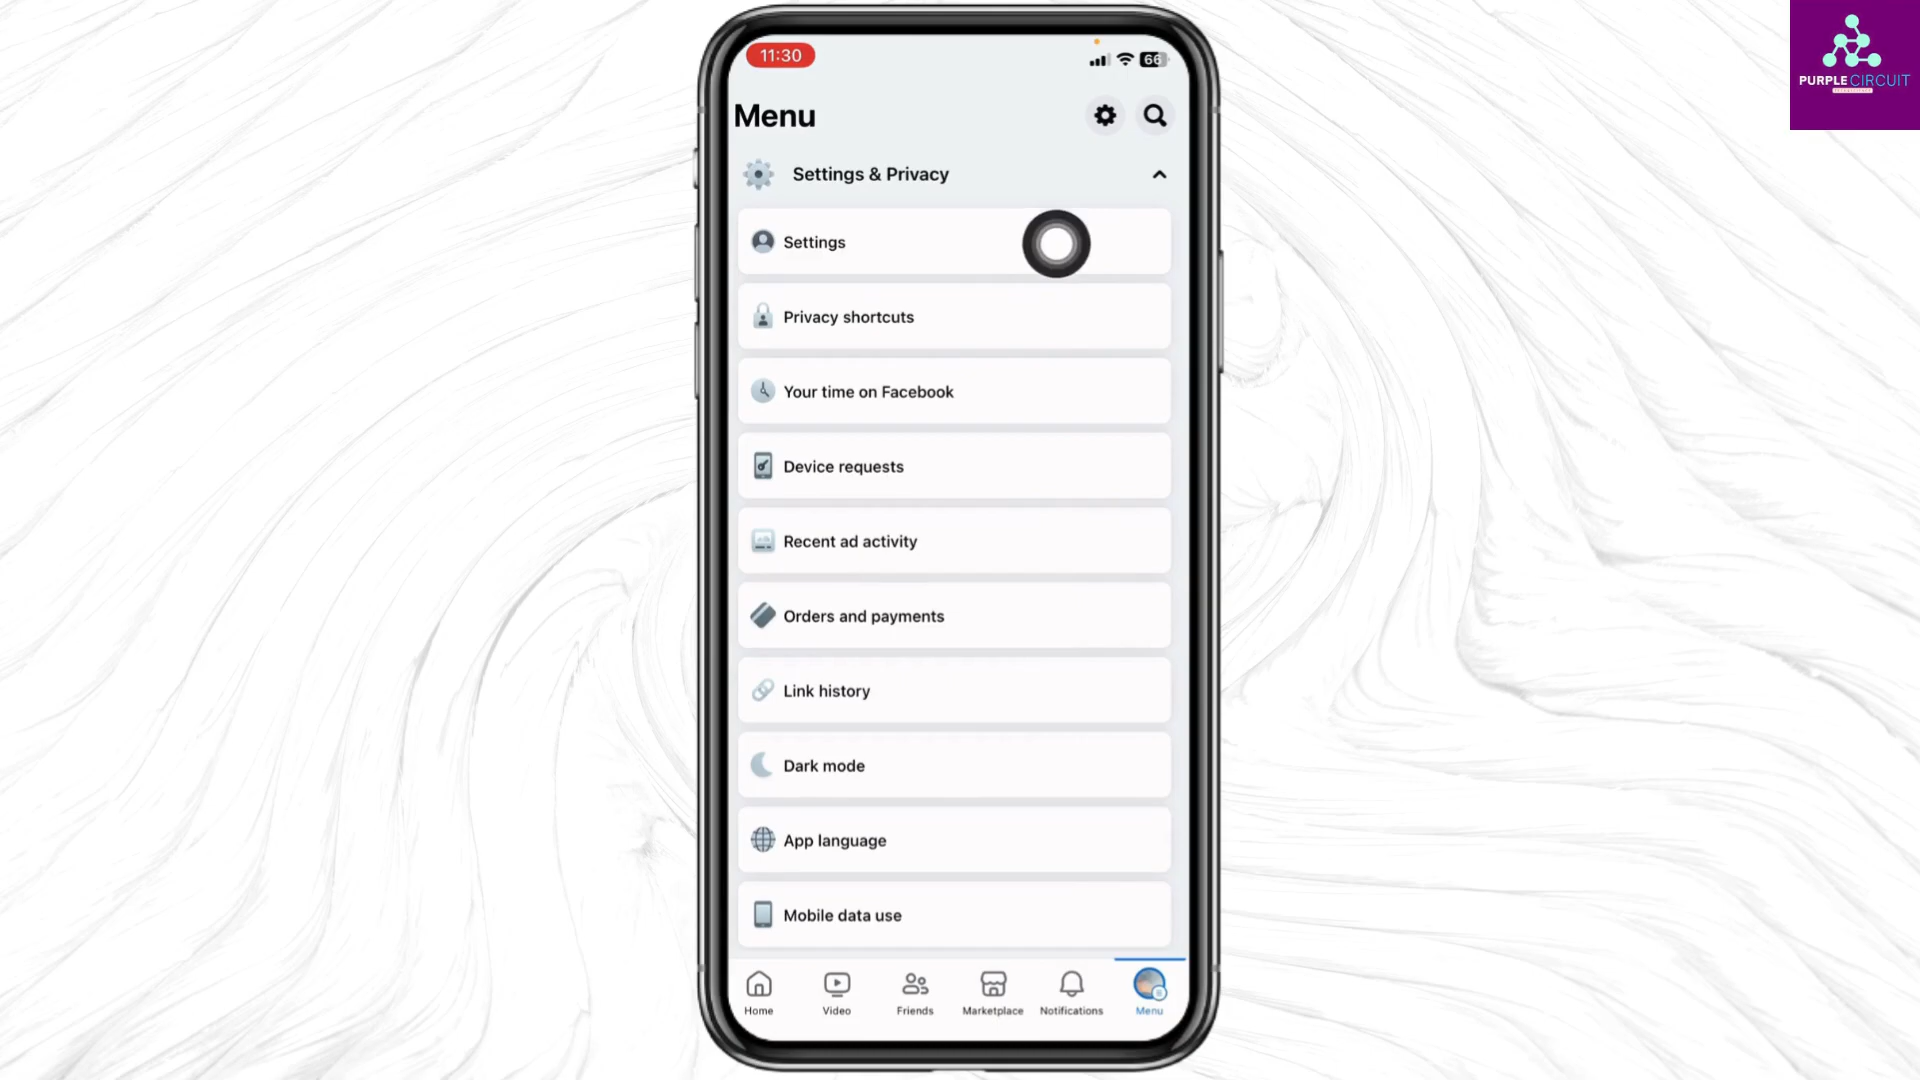 11:30
66
PURPLE CIRCUIT
Menu
Settings & Privacy
Settings
Privacy shortcuts
Your time on Facebook
Device requests
Recent ad activity
Orders and payments
Link history
Dark mode
App language
Mobile data use
Home
Video
Friends
Marketplace
Notifications
Menu